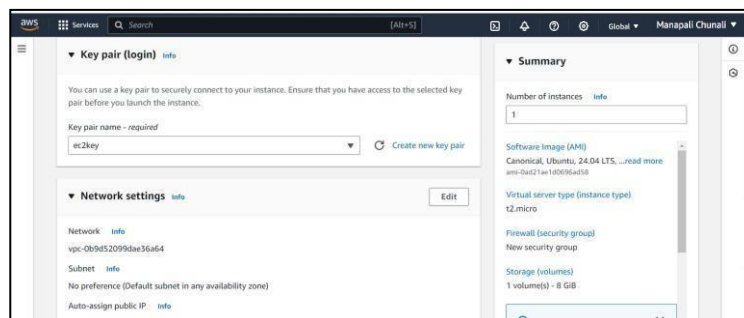 aws Services Search [Alt+S] Global ▼ Manapali Chunali ▼
▼ Key pair (login) Info
You can use a key pair to securely connect to your instance. Ensure that you have access to the selected key
pair before you launch the instance.
Key pair name - required
ec2key ▼ Create new key pair
▼ Network settings Info Edit
Network Info
vpc-0b9d52099dae36a64
Subnet Info
No preference (Default subnet in any availability zone)
Auto-assign public IP Info
▼ Summary
Number of instances Info
1
Software Image (AMI)
Canonical, Ubuntu, 24.04 LTS, ...read more
ami-0ad21ae1d0696ad58
Virtual server type (instance type)
t2.micro
Firewall (security group)
New security group
Storage (volumes)
1 volume(s) - 8 GiB